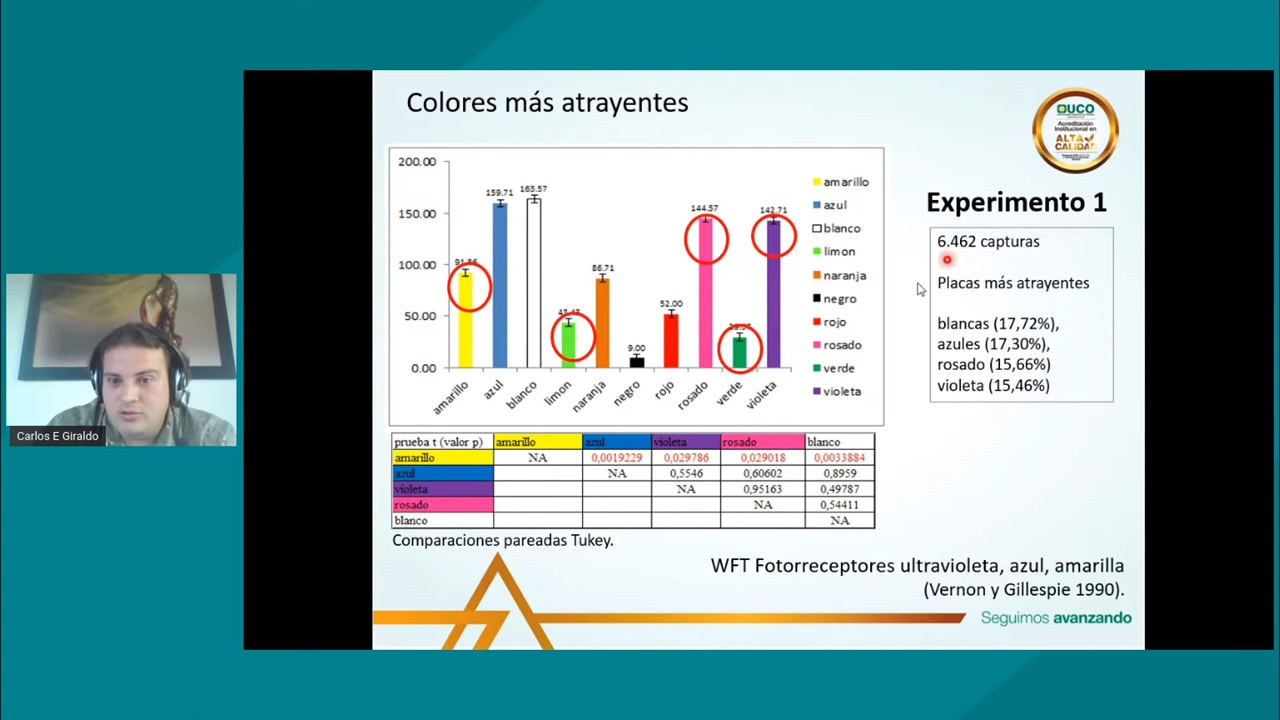 Colores más atrayentes
UCO
Acreditación
Institucional en
ALTA
CALIDAD
200.00
150.00
100.00
50.00
0.00
159.71
163.57
86.71
9.00
52.00
144.57
142.71
amarillo
azul
blanco
limon
naranja
negro
rojo
rosado
verde
violeta
amarillo
azul
blanco
limon
naranja
negro
rojo
rosado
verde
violeta
Experimento 1
6.462 capturas
Placas más atrayentes
blancas (17,72%),
azules (17,30%),
rosado (15,66%)
violeta (15,46%)
Carlos E Giraldo
prueba t (valor p) amarillo azul violeta rosado blanco
amarillo NA 0,0019229 0,029786 0,029018 0,0033884
azul NA 0,5546 0,60602 0,8959
violeta NA 0,95163 0,49787
rosado NA 0,54411
blanco NA
Comparaciones pareadas Tukey.
WFT Fotorreceptores ultravioleta, azul, amarilla
(Vernon y Gillespie 1990).
Seguimos avanzando